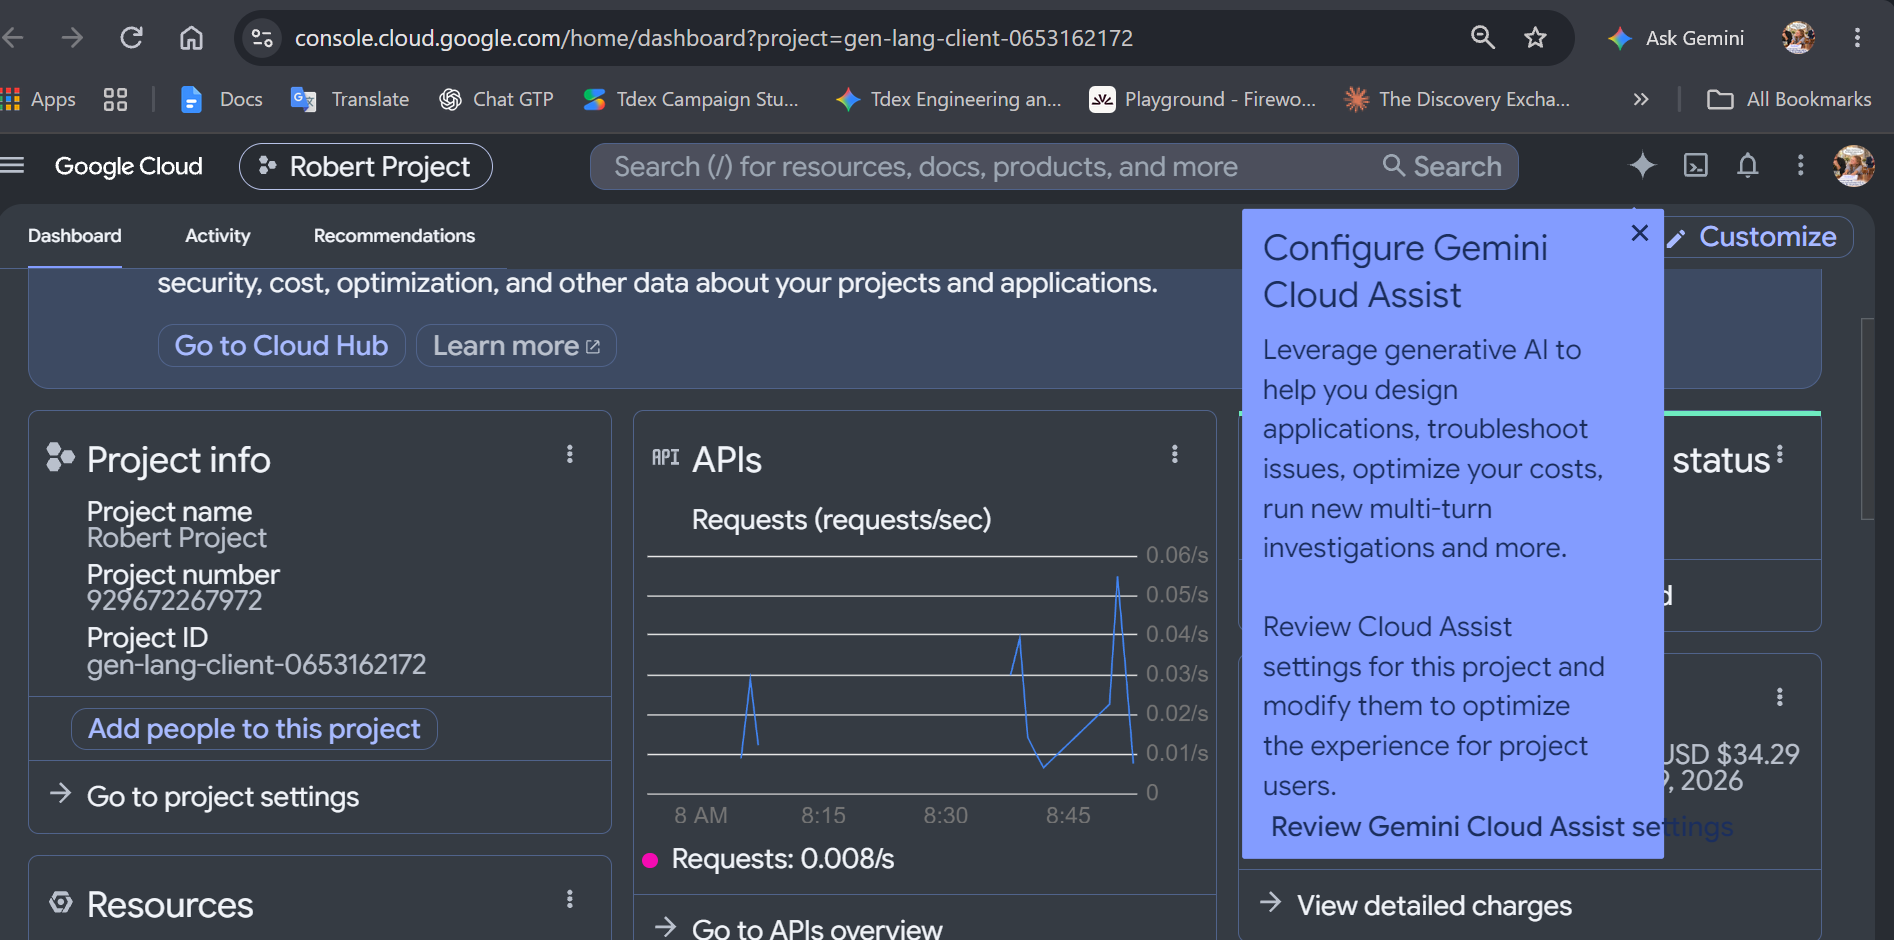 console.cloud.google.com/home/dashboard?project=gen-lang-client-0653162172
Ask Gemini
Apps
Docs
Translate
Chat GTP
Tdex Campaign Stu...
Tdex Engineering an...
Playground - Firewo...
The Discovery Excha...
All Bookmarks
Google Cloud
Robert Project
Search (/) for resources, docs, products, and more
Search
Dashboard
Activity
Recommendations
Customize
security, cost, optimization, and other data about your projects and applications.
Go to Cloud Hub
Learn more
Configure Gemini
Cloud Assist
Leverage generative AI to
help you design
applications, troubleshoot
issues, optimize your costs,
run new multi-turn
investigations and more.
Review Cloud Assist
settings for this project and
modify them to optimize
the experience for project
users.
Review Gemini Cloud Assist settings
Project info
Project name
Robert Project
Project number
929672267972
Project ID
gen-lang-client-0653162172
Add people to this project
Go to project settings
Resources
API APIs
Requests (requests/sec)
0.06/s
0.05/s
0.04/s
0.03/s
0.02/s
0.01/s
0
8 AM
8:15
8:30
8:45
Requests: 0.008/s
Go to APIs overview
status
USD $34.29
, 2026
View detailed charges